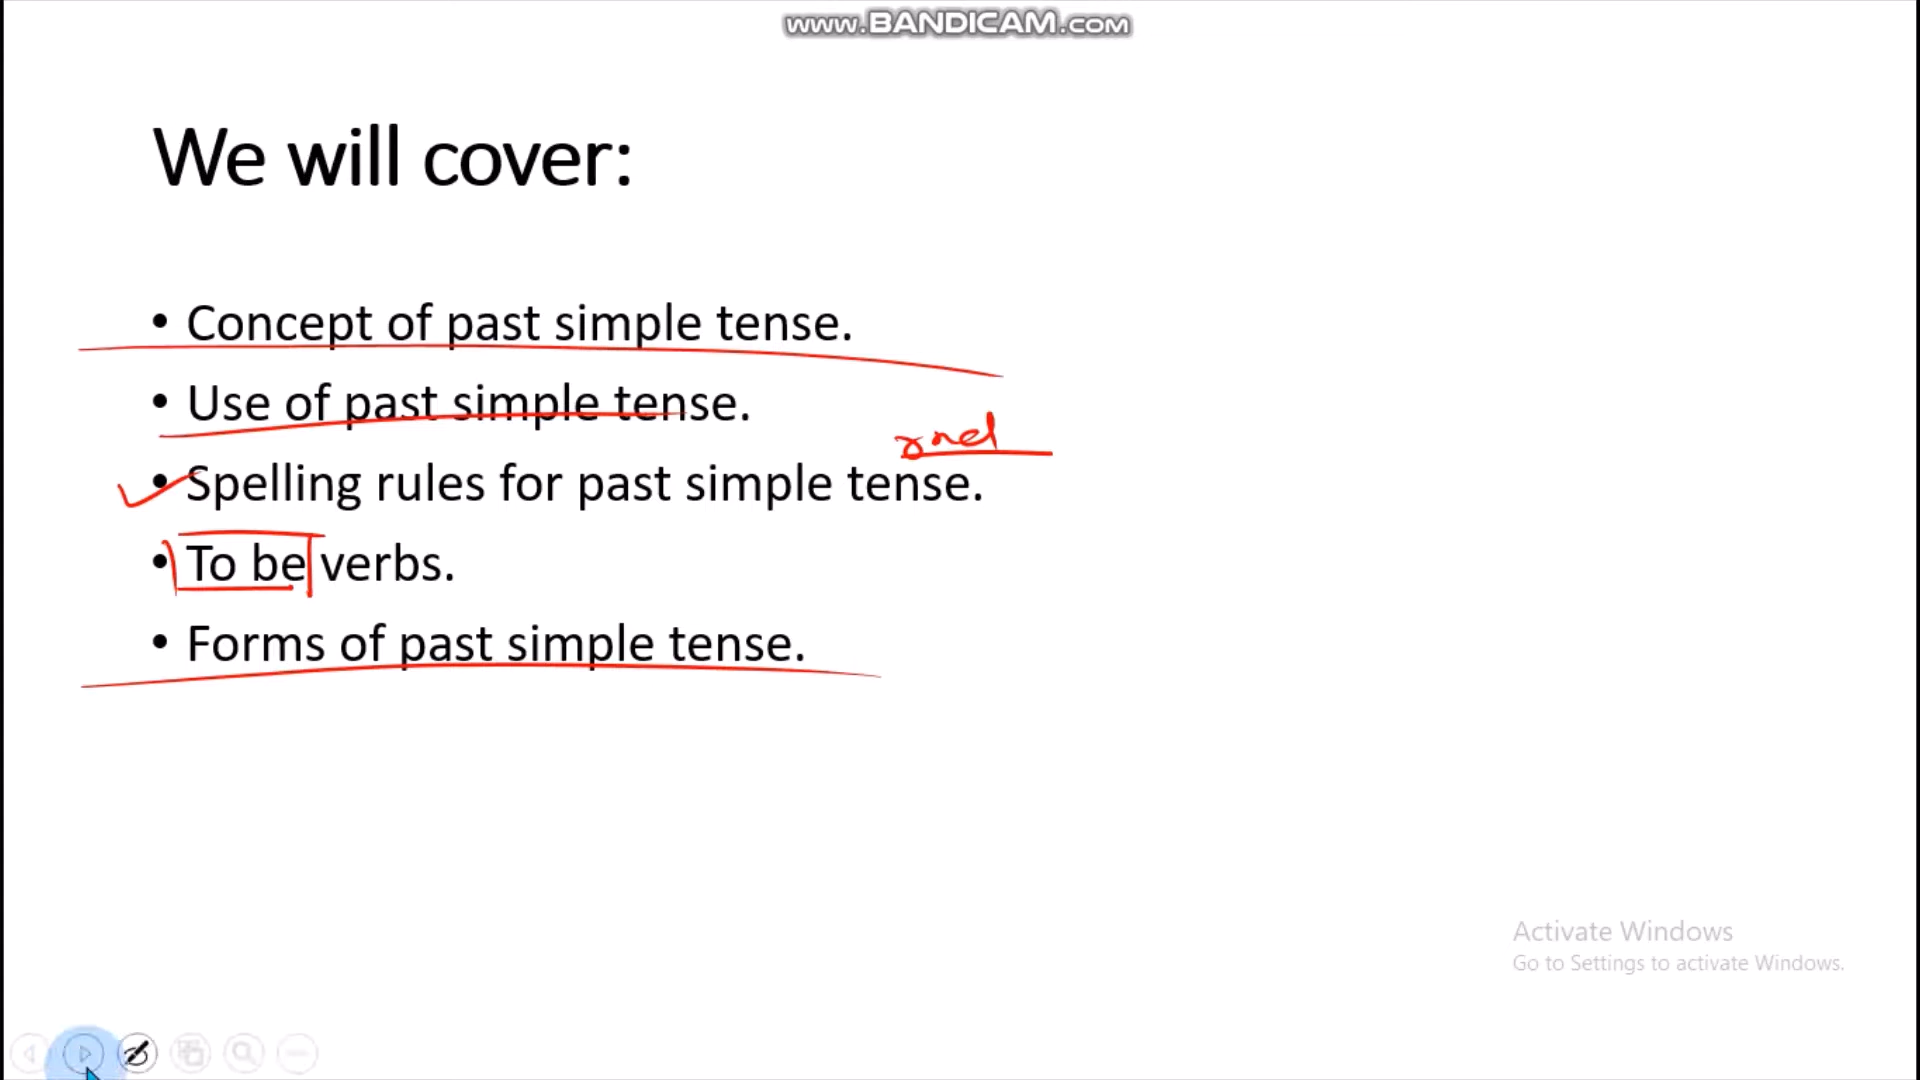 www.BANDICAM.com
We will cover:
• Concept of past simple tense.
• Use of past simple tense.
• Spelling rules for past simple tense.
• To be verbs.
• Forms of past simple tense.
Activate Windows
Go to Settings to activate Windows.